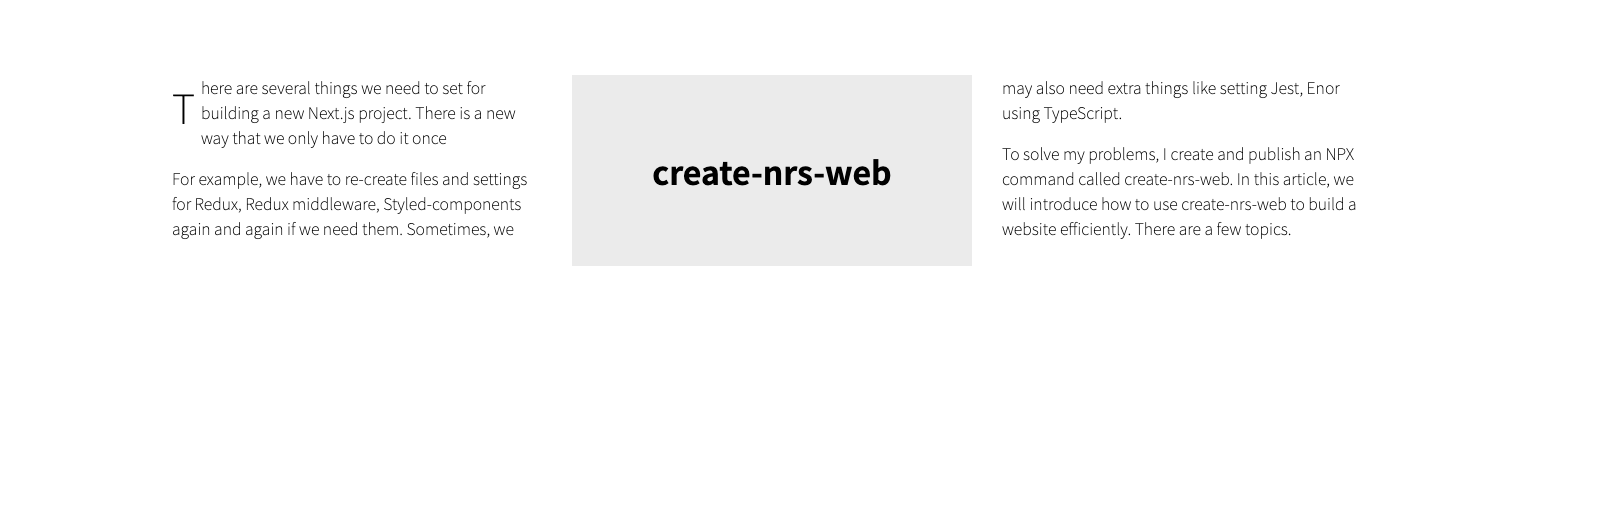 There are several things we need to set for
building a new Next.js project. There is a new
way that we only have to do it once
For example, we have to re-create files and settings
for Redux, Redux middleware, Styled-components
again and again if we need them. Sometimes, we
create-nrs-web
may also need extra things like setting Jest, Enor
using TypeScript.
To solve my problems, I create and publish an NPX
command called create-nrs-web. In this article, we
will introduce how to use create-nrs-web to build a
website efficiently. There are a few topics.